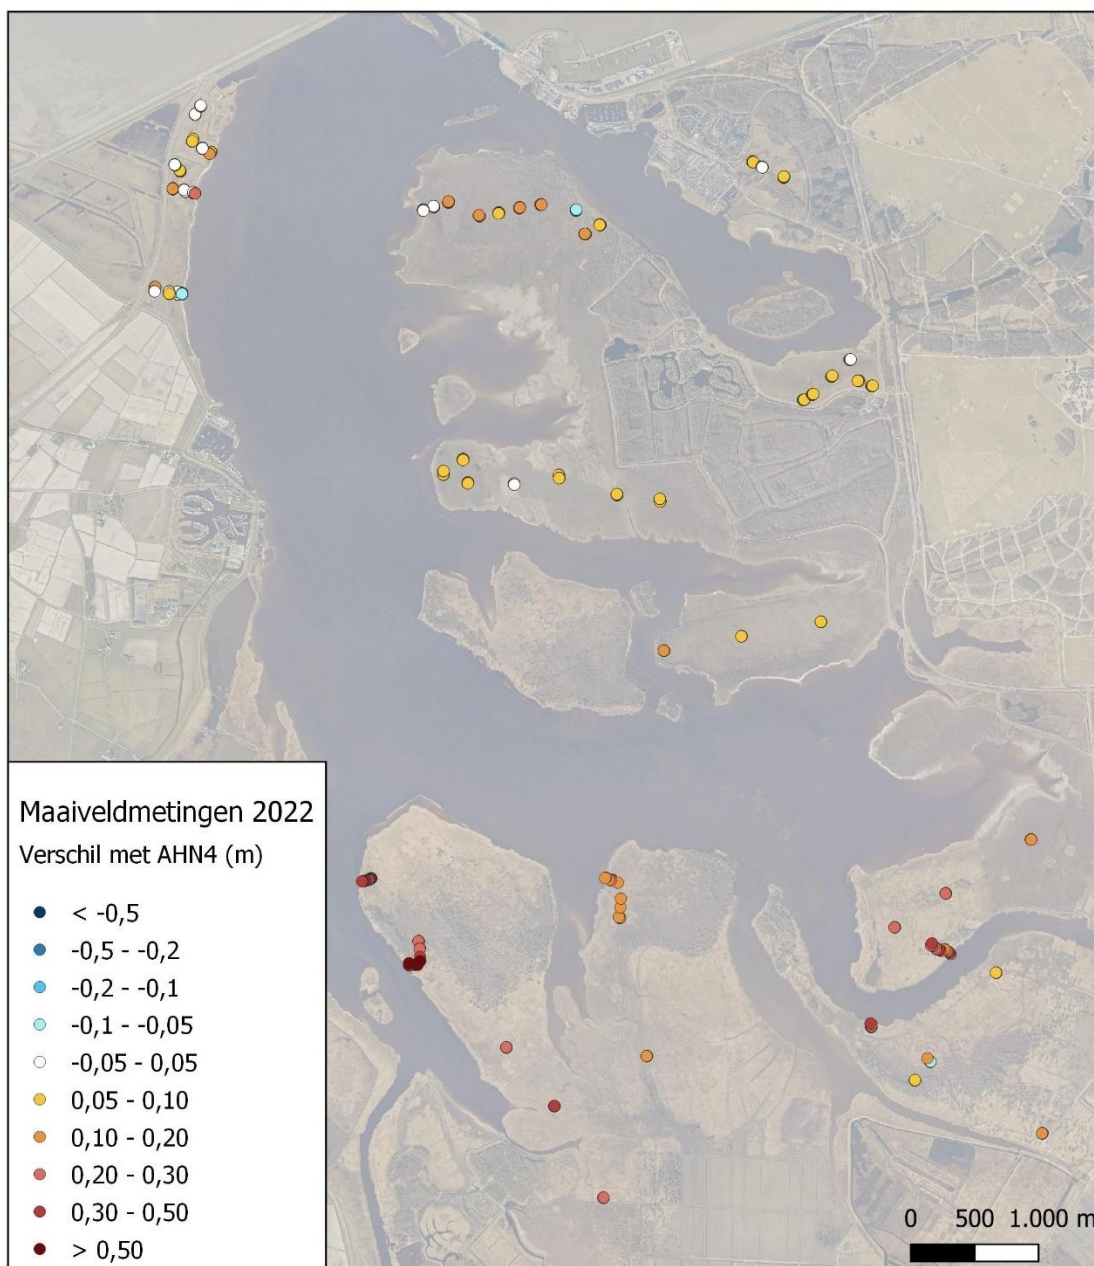 Maaiveldmetingen 2022
Verschil met AHN4 (m)
< -0,5
-0,5 - -0,2
-0,2 - -0,1
-0,1 - -0,05
-0,05 - 0,05
0,05 - 0,10
0,10 - 0,20
0,20 - 0,30
0,30 - 0,50
> 0,50
0 500 1.000 m